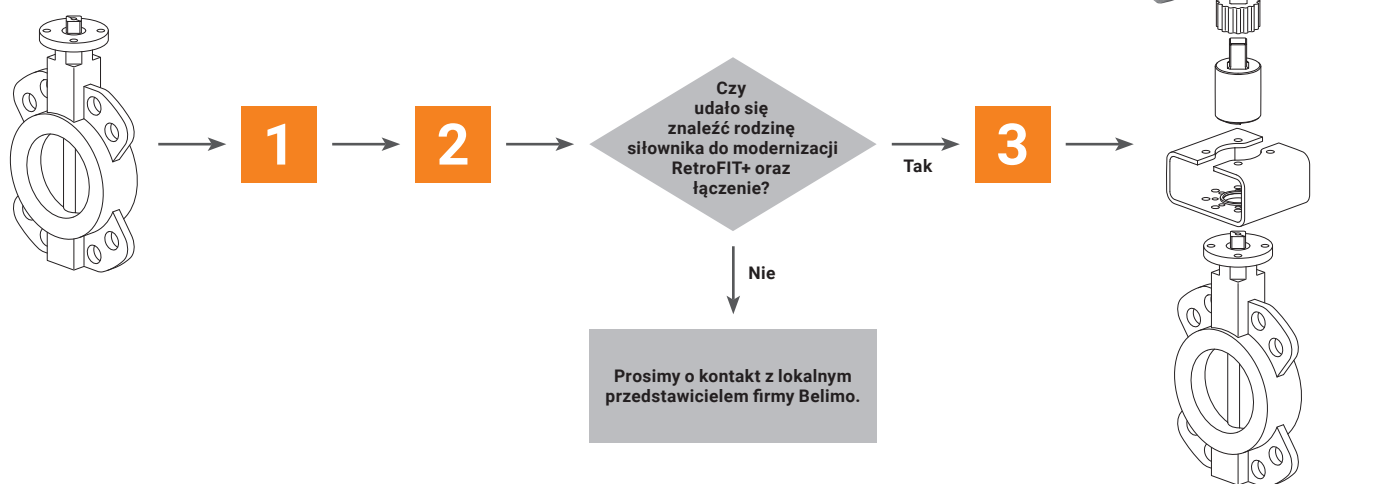 1
2
Czy
udało się
znaleźć rodzinę
siłownika do modernizacji
RetroFIT+ oraz
łączenie?
Tak
3
Nie
Prosimy o kontakt z lokalnym
przedstawicielem firmy Belimo.